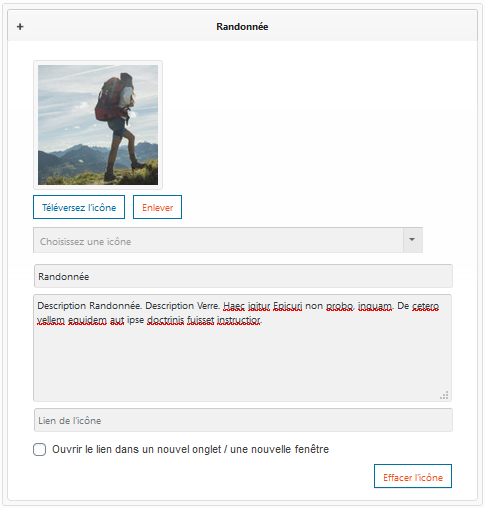 + Randonnée
Téléversez l'icône Enlever
Choisissez une icône
Randonnée
Description Randonnée. Description Verre. Haec igitur Epicuri non probo, inquam. De cetero
vellem equidem aut ipse doctrinis fuisset instructior.
Lien de l'icône
Ouvrir le lien dans un nouvel onglet / une nouvelle fenêtre
Effacer l'icône